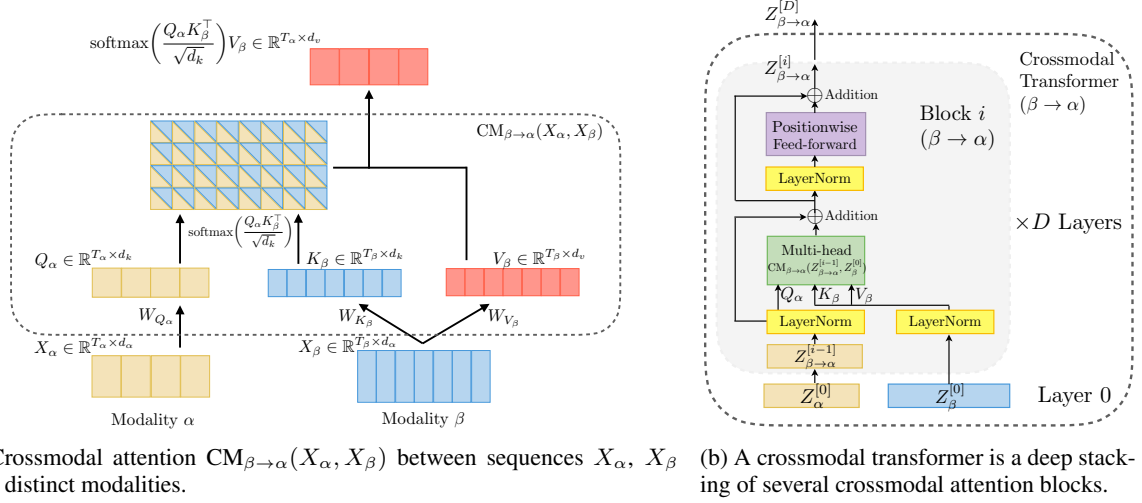 softmax(Q_α K_β^⊤ / √d_k) V_β ∈ ℝ^{T_α×d_v}
CM_{β→α}(X_α, X_β)
softmax(Q_α K_β^⊤ / √d_k)
Q_α ∈ ℝ^{T_α×d_k}
K_β ∈ ℝ^{T_β×d_k}
V_β ∈ ℝ^{T_β×d_v}
W_{Q_α}
W_{K_β}
W_{V_β}
X_α ∈ ℝ^{T_α×d_α}
X_β ∈ ℝ^{T_β×d_α}
Modality α
Modality β
Crossmodal attention CM_{β→α}(X_α, X_β) between sequences X_α, X_β
distinct modalities.
Z_{β→α}^{[D]}
Z_{β→α}^{[i]}
Crossmodal
Transformer
(β → α)
Addition
Block i
(β → α)
Positionwise
Feed-forward
LayerNorm
Addition
×D Layers
Multi-head
CM_{β→α}(Z_{β→α}^{[i-1]}, Z_β^{[0]})
Q_α K_β V_β
LayerNorm
LayerNorm
Z_{β→α}^{[i-1]}
Z_α^{[0]}
Z_β^{[0]}
Layer 0
(b) A crossmodal transformer is a deep stack-
ing of several crossmodal attention blocks.